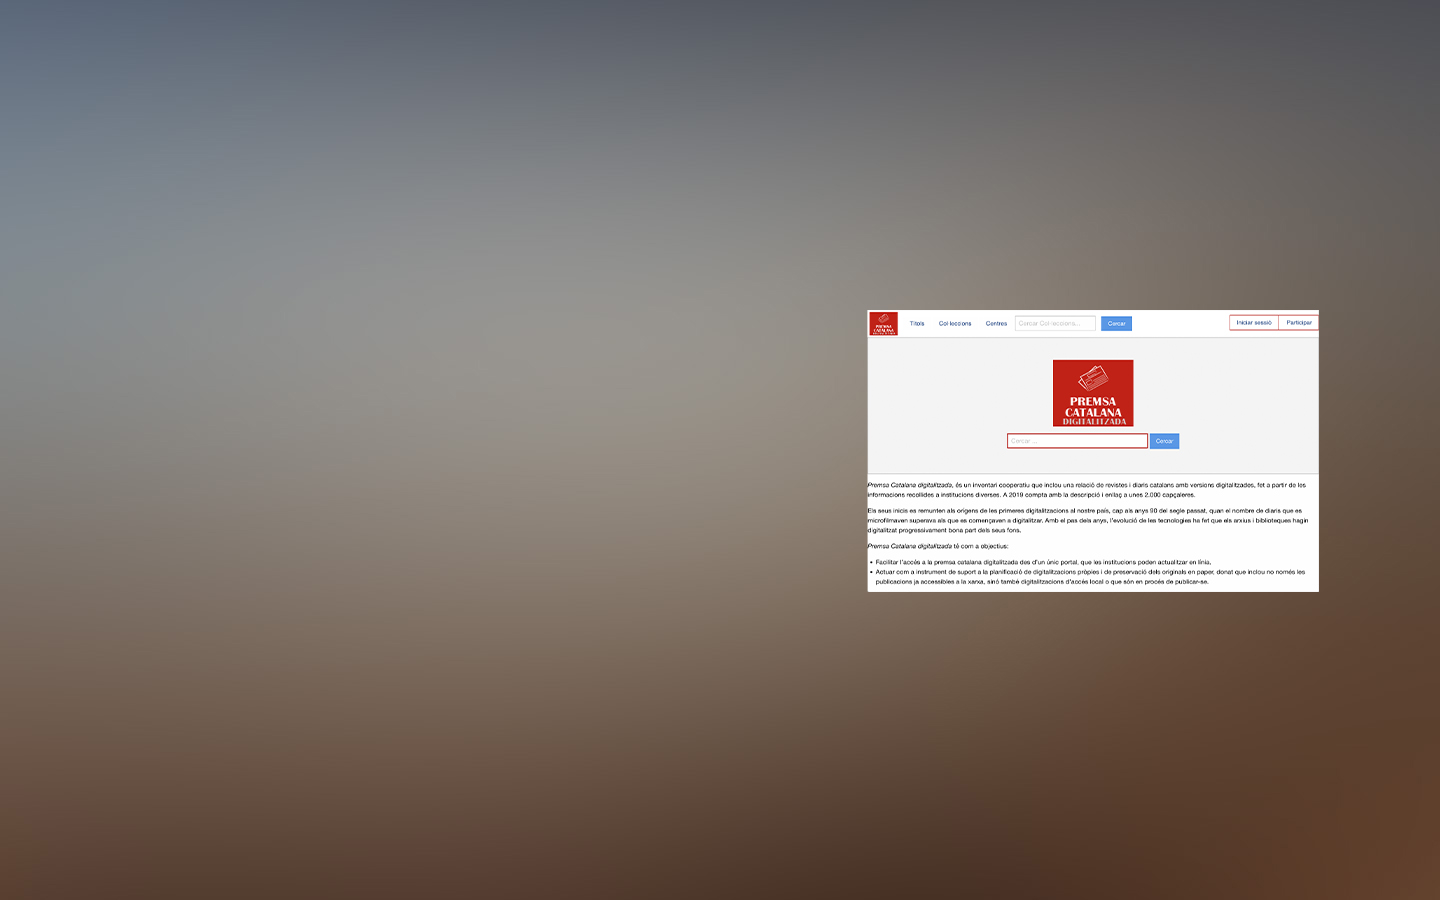 PREMSA
CATALANA
DIGITALITZADA
Títols Col·leccions Centres Cercar Col·leccions... Cercar Iniciar sessió Participar
PREMSA
CATALANA
DIGITALITZADA
Cercar ... Cercar
Premsa Catalana digitalitzada, és un inventari cooperatiu que inclou una relació de revistes i diaris catalans amb versions digitalitzades, fet a partir de les
informacions recollides a institucions diverses. A 2019 compta amb la descripció i enllaç a unes 2.000 capçaleres.
Els seus inicis es remunten als orígens de les primeres digitalitzacions al nostre país, cap als anys 90 del segle passat, quan el nombre de diaris que es
microfilmaven superava als que es començaven a digitalitzar. Amb el pas dels anys, l'evolució de les tecnologies ha fet que els arxius i biblioteques hagin
digitalitzat progressivament bona part dels seus fons.
Premsa Catalana digitalitzada té com a objectius:
• Facilitar l'accés a la premsa catalana digitalitzada des d'un únic portal, que les institucions poden actualitzar en línia.
• Actuar com a instrument de suport a la planificació de digitalitzacions pròpies i de preservació dels originals en paper, donat que inclou no només les
publicacions ja accessibles a la xarxa, sinó també digitalitzacions d'accés local o que són en procés de publicar-se.